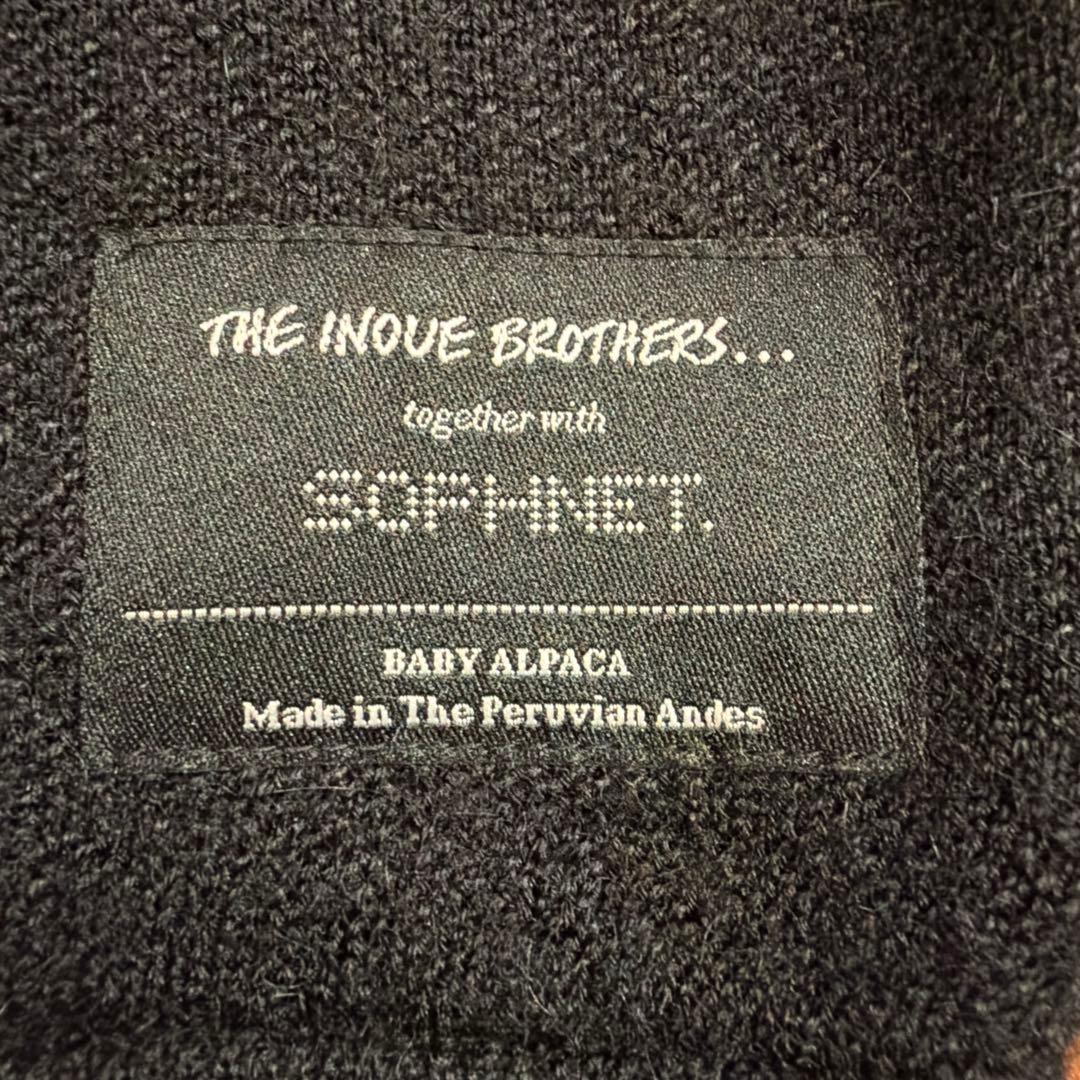 THE INOUE BROTHERS...
together with
SOPHNET.
BABY ALPACA
Made in The Peruvian Andes